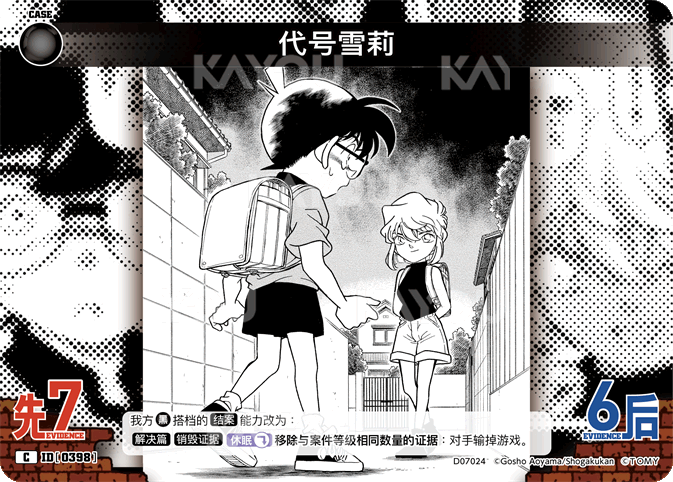 CASE
代号雪莉
KAYOU KAY
先7
EVIDENCE
6后
EVIDENCE
我方 黑 搭档的 结案 能力改为：
解决篇 销毁证据 休眠 移除与案件等级相同数量的证据：对手输掉游戏。
C ID[0398]
D07024 ©Gosho Aoyama/Shogakukan ©TOMY